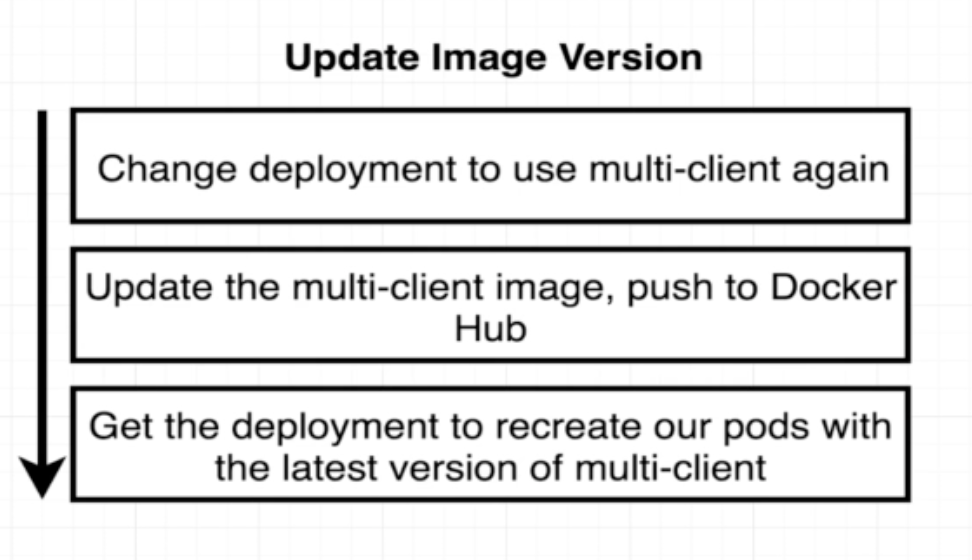 Update Image Version
Change deployment to use multi-client again
Update the multi-client image, push to Docker
Hub
Get the deployment to recreate our pods with
the latest version of multi-client